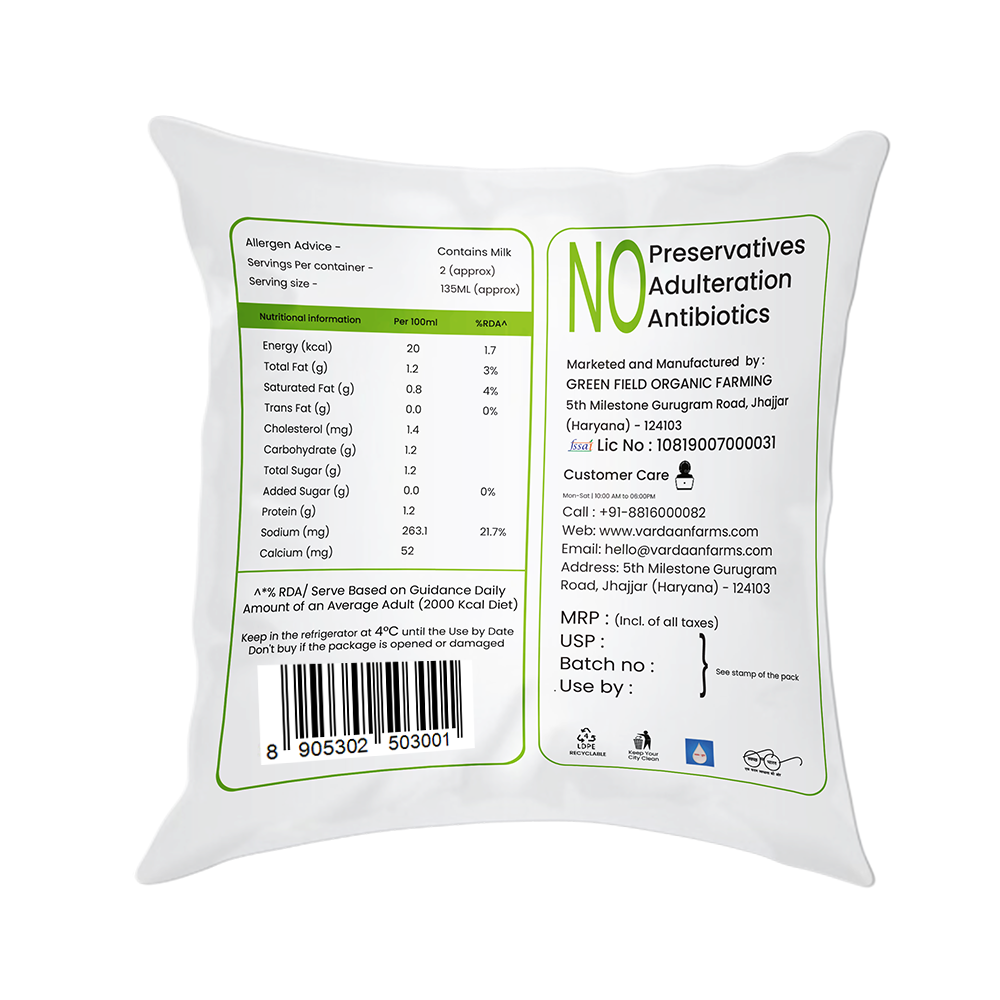 Allergen Advice - Contains Milk
Servings Per container - 2 (approx)
Serving size - 135ML (approx)
Nutritional information Per 100ml %RDA^
Energy (kcal) 20 1.7
Total Fat (g) 1.2 3%
Saturated Fat (g) 0.8 4%
Trans Fat (g) 0.0 0%
Cholesterol (mg) 1.4
Carbohydrate (g) 1.2
Total Sugar (g) 1.2
Added Sugar (g) 0.0 0%
Protein (g) 1.2
Sodium (mg) 263.1 21.7%
Calcium (mg) 52
^*% RDA/ Serve Based on Guidance Daily
Amount of an Average Adult (2000 Kcal Diet)
Keep in the refrigerator at 4°C until the Use by Date
Don't buy if the package is opened or damaged
8 905302 503001
NO Preservatives
Adulteration
Antibiotics
Marketed and Manufactured by :
GREEN FIELD ORGANIC FARMING
5th Milestone Gurugram Road, Jhajjar
(Haryana) - 124103
fssai Lic No : 10819007000031
Customer Care
Mon-Sat | 10:00 AM to 06:00PM
Call : +91-8816000082
Web: www.vardaanfarms.com
Email: hello@vardaanfarms.com
Address: 5th Milestone Gurugram
Road, Jhajjar (Haryana) - 124103
MRP : (Incl. of all taxes)
USP :
Batch no :
Use by :
See stamp of the pack
4
LDPE
RECYCLABLE
Keep Your
City Clean
स्वच्छ भारत
एक कदम स्वच्छता की ओर